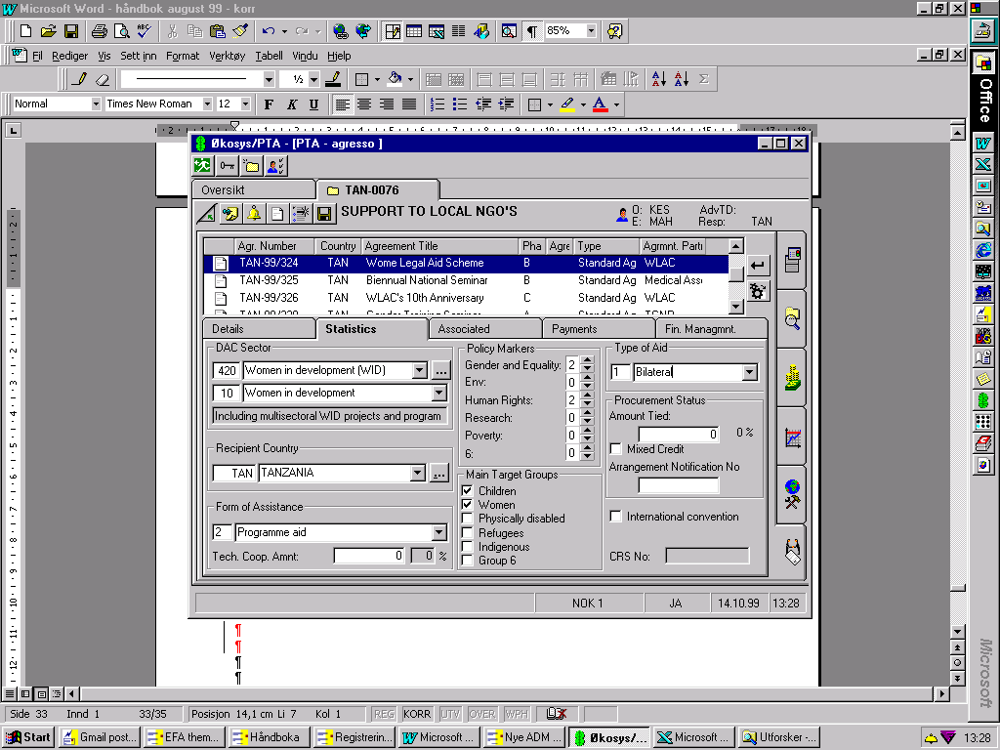 Microsoft Word - håndbok august 99 - korr
Fil Rediger Vis Sett inn Format Verktøy Tabell Vindu Hjelp
85%
½
Normal Times New Roman 12 F K U
Økosys/PTA - [PTA - agresso ]
Oversikt TAN-0076
SUPPORT TO LOCAL NGO'S
O: KES AdvTD:
E: MAH Resp: TAN
Agr. Number Country Agreement Title Pha Agre Type Agrmnt. Parti
TAN-99/324 TAN Wome Legal Aid Scheme B Standard Ag WLAC
TAN-99/325 TAN Biennual National Seminar B Standard Ag Medical Asso
TAN-99/326 TAN WLAC's 10th Anniversary C Standard Ag WLAC
Details Statistics Associated Payments Fin. Managmnt.
DAC Sector
420 Women in development (WID) ...
10 Women in development
Including multisectoral WID projects and program
Recipient Country
TAN TANZANIA ...
Form of Assistance
2 Programme aid
Tech. Coop. Amnt: 0 0 %
Policy Markers
Gender and Equality: 2
Env: 0
Human Rights: 2
Research: 0
Poverty: 0
6: 0
Main Target Groups
Children
Women
Physically disabled
Refugees
Indigenous
Group 6
Type of Aid
1 Bilateral
Procurement Status
Amount Tied:
0 0 %
Mixed Credit
Arrangement Notification No
International convention
CRS No:
NOK 1 JA 14.10.99 13:28
¶
¶
¶
¶
Office
Microsoft
Side 33 Innd 1 33/35 Posisjon 14,1 cm Li 7 Kol 1 REG KORR UTV OVER WPH
Start Gmail post... EFA them... Håndboka Registrerin... Microsoft ... Nye ADM ... Økosys/... Microsoft ... Utforsker -... 13:28